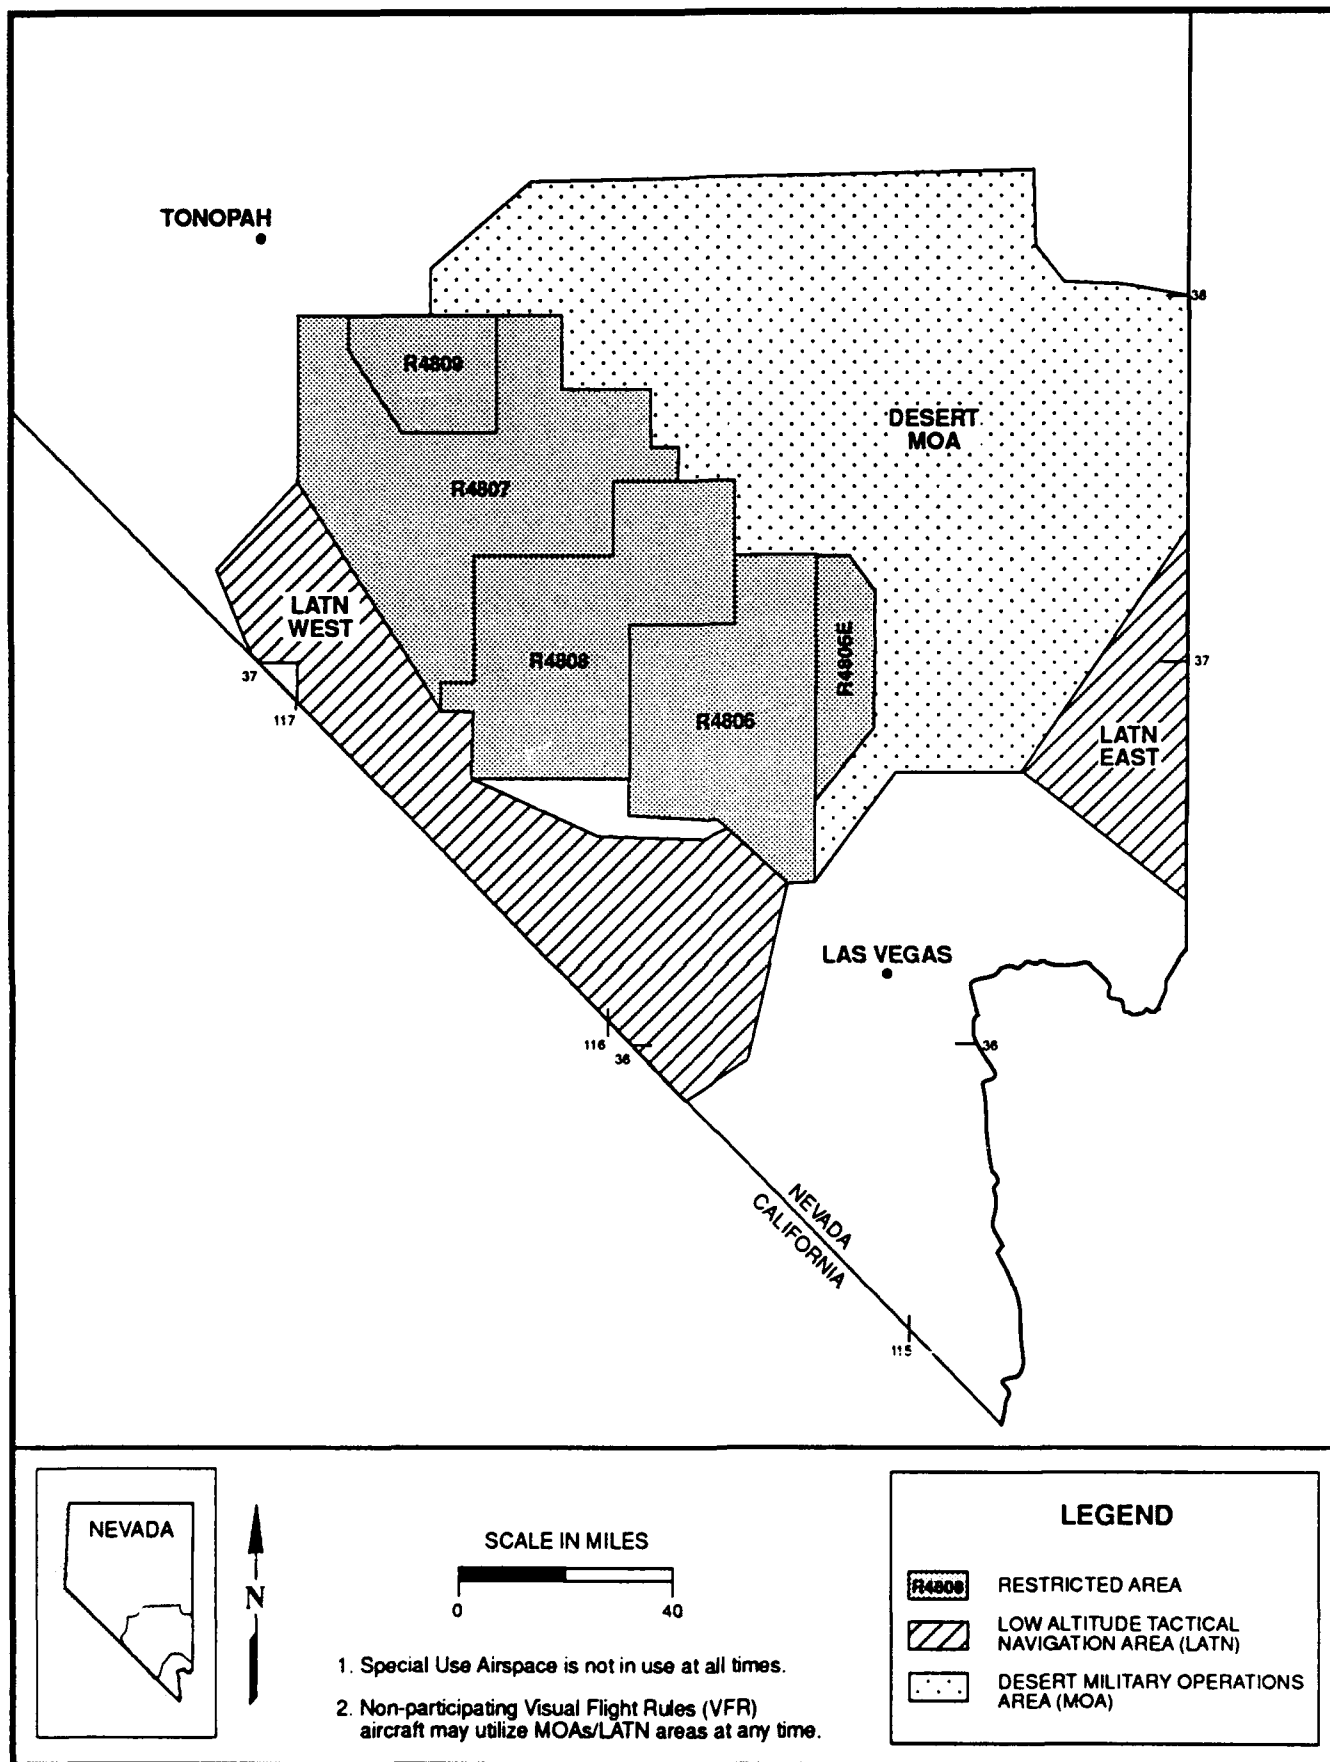 TONOPAH
38
R4809
DESERT
MOA
R4807
LATN
WEST
R4808
R4806E
37
37
117
R4806
LATN
EAST
LAS VEGAS
116
36
36
NEVADA
CALIFORNIA
115
NEVADA
N
SCALE IN MILES
0 40
1. Special Use Airspace is not in use at all times.
2. Non-participating Visual Flight Rules (VFR)
aircraft may utilize MOAs/LATN areas at any time.
LEGEND
R4808 RESTRICTED AREA
LOW ALTITUDE TACTICAL
NAVIGATION AREA (LATN)
DESERT MILITARY OPERATIONS
AREA (MOA)